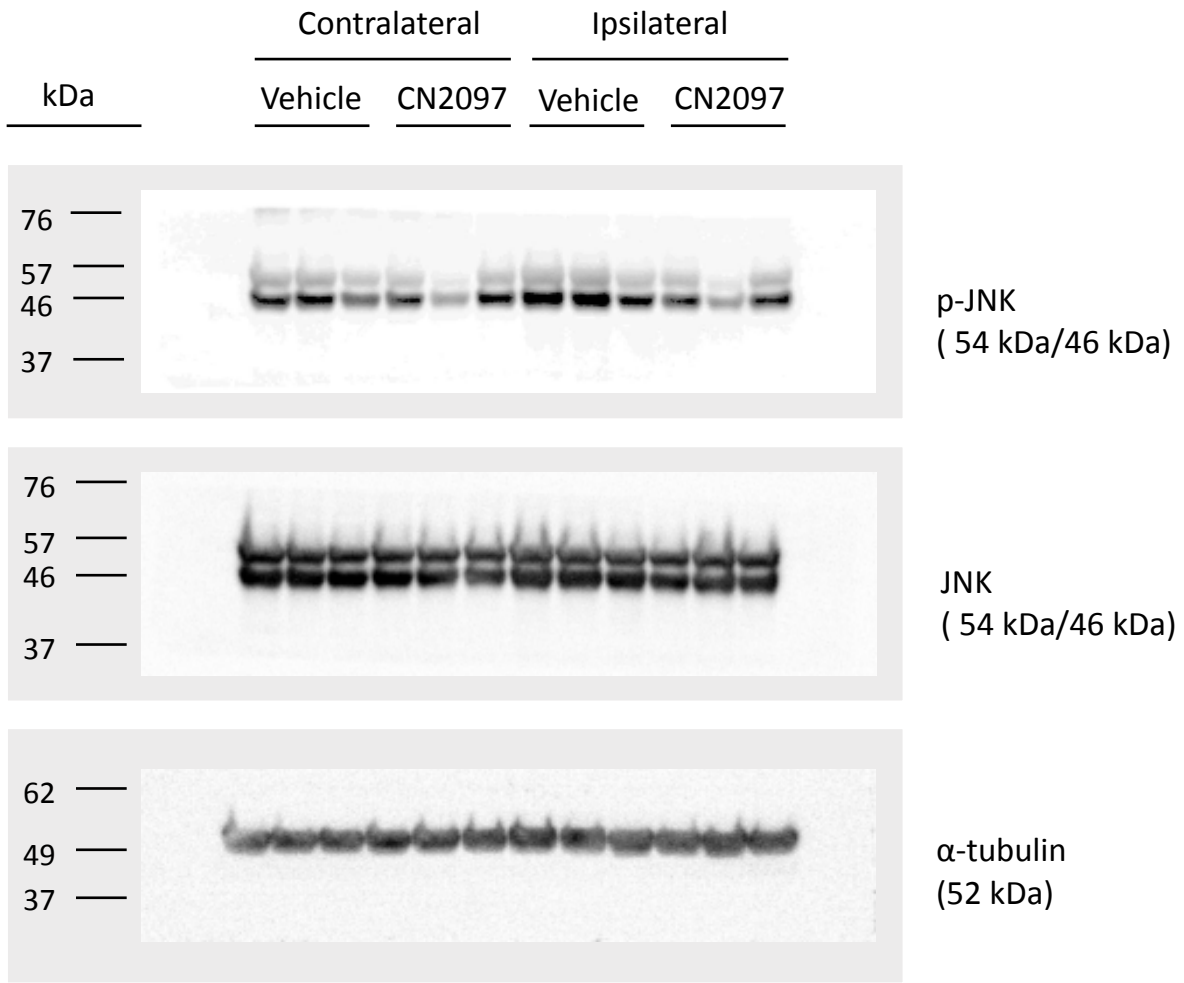 Contralateral Ipsilateral
kDa Vehicle CN2097 Vehicle CN2097
76
57
46
37
p-JNK
( 54 kDa/46 kDa)
76
57
46
37
JNK
( 54 kDa/46 kDa)
62
49
37
α-tubulin
(52 kDa)